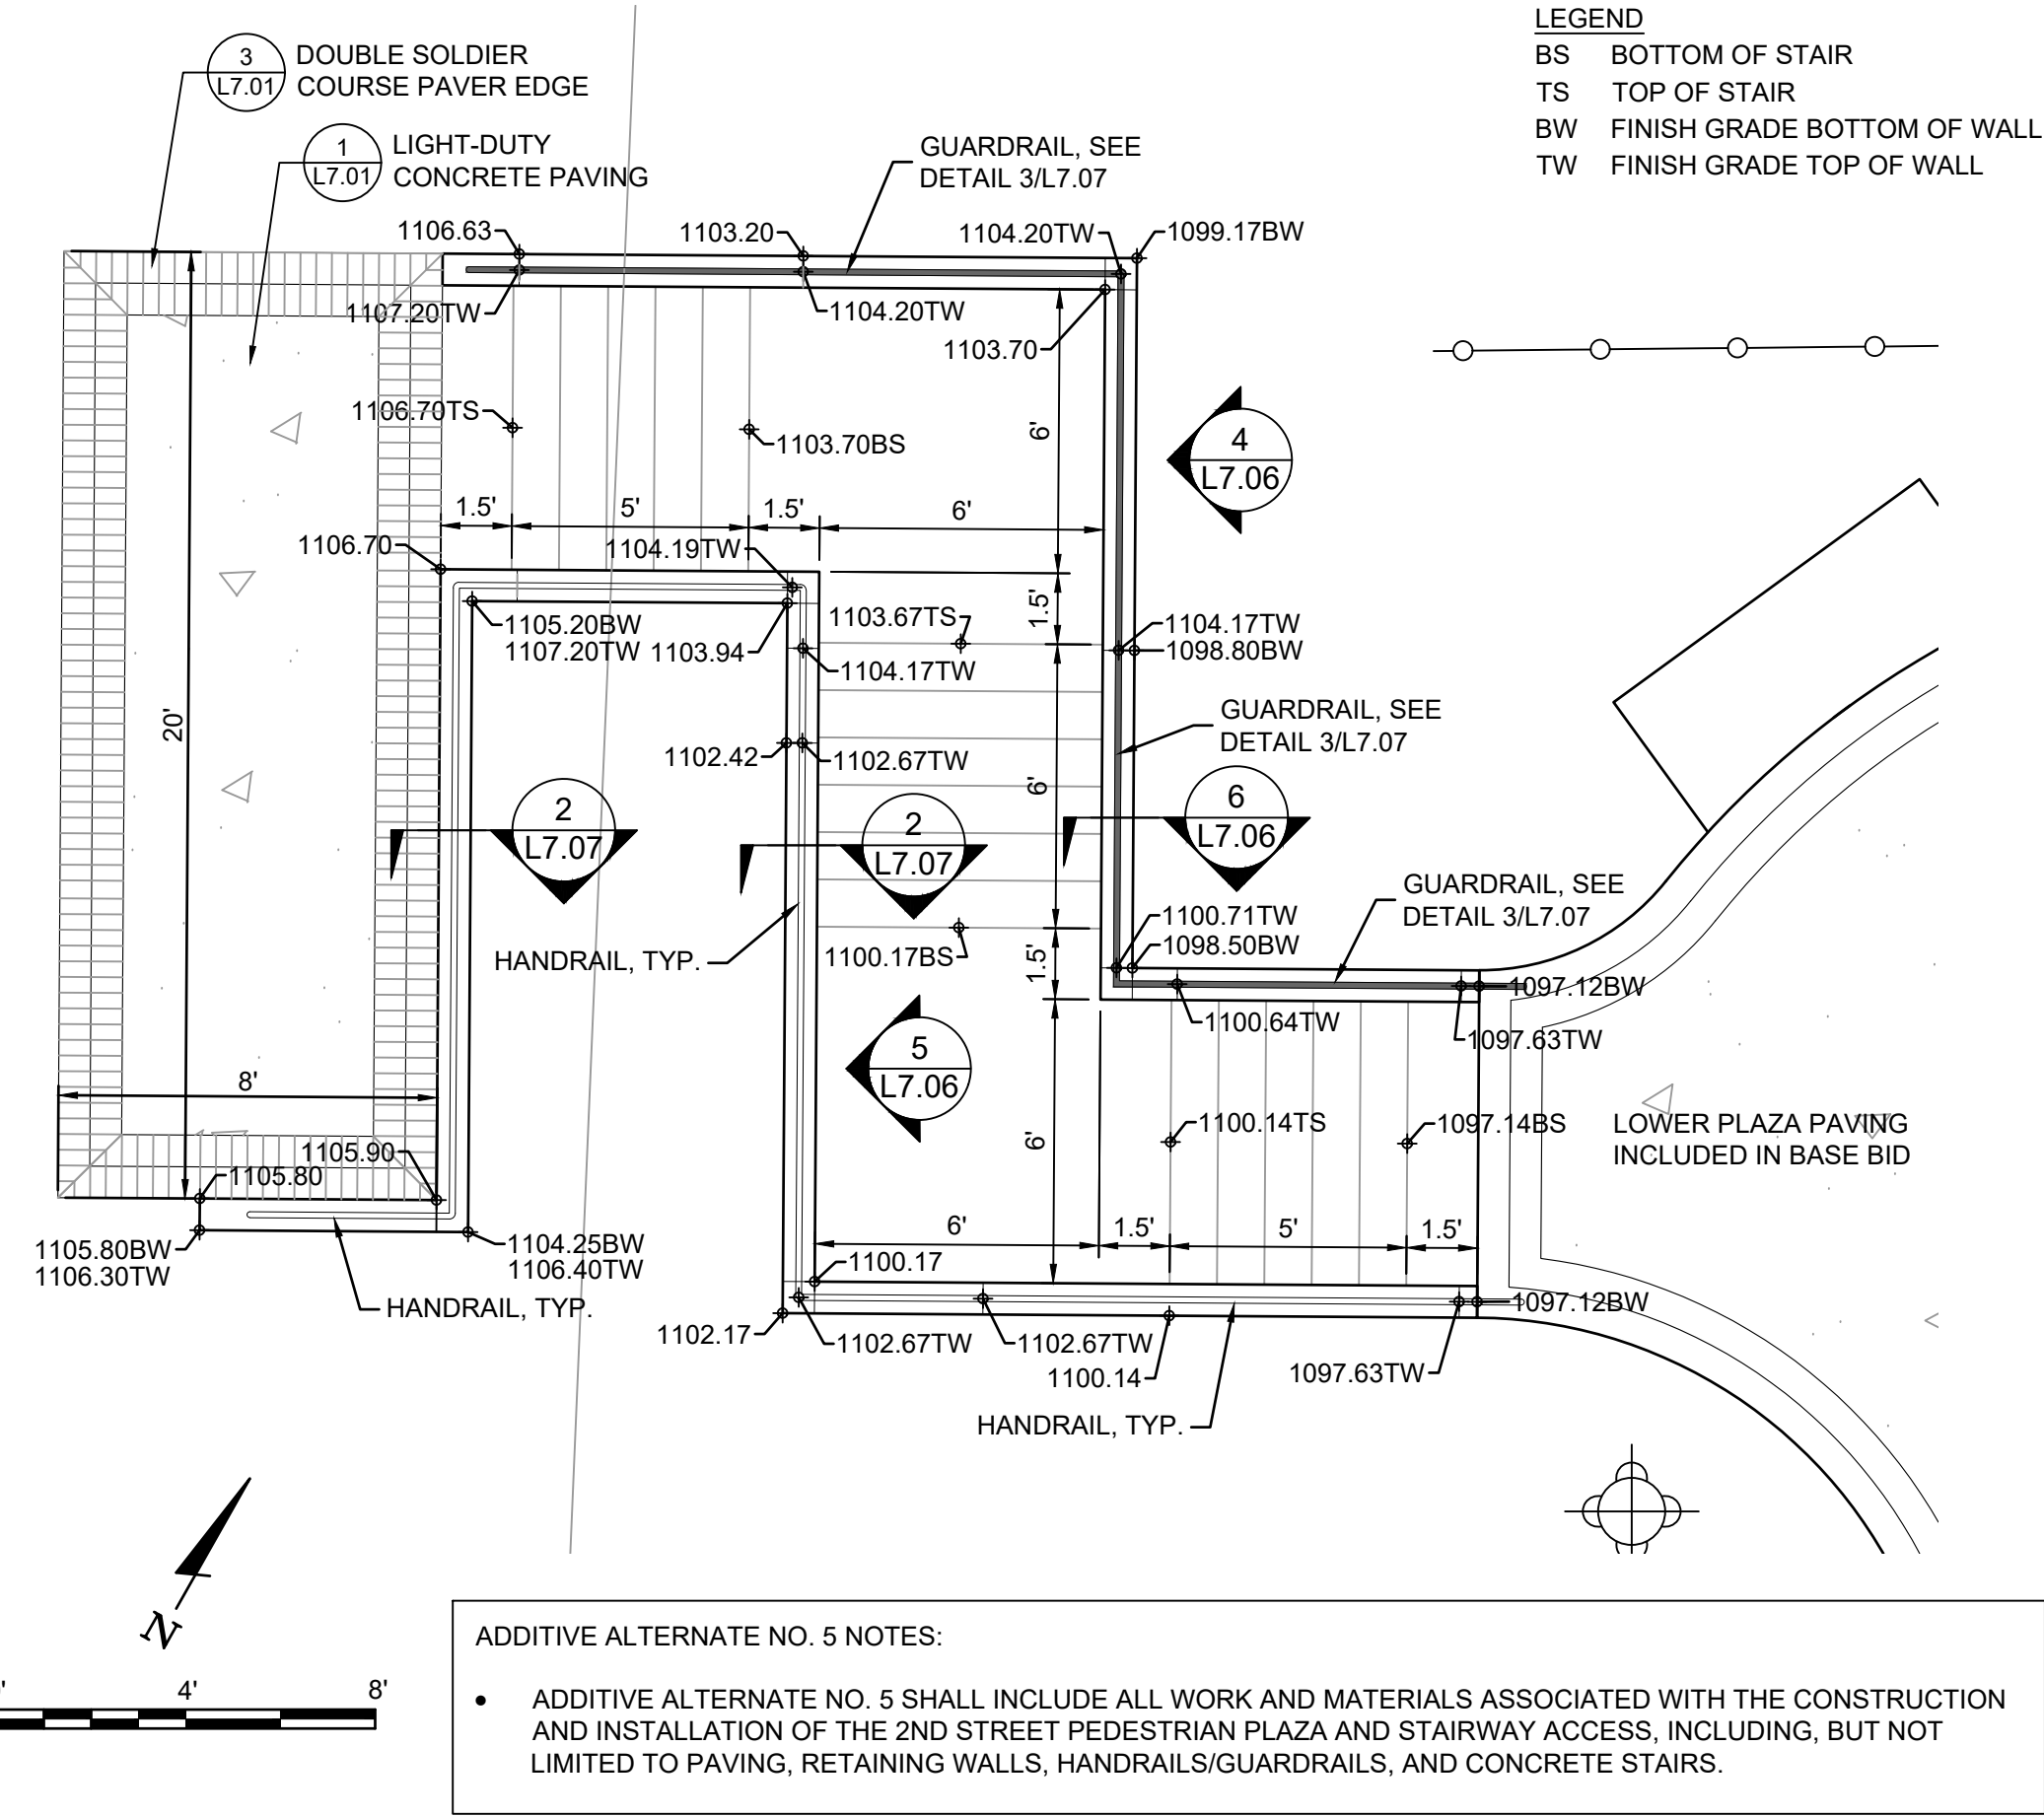 LEGEND
BS BOTTOM OF STAIR
TS TOP OF STAIR
BW FINISH GRADE BOTTOM OF WALL
TW FINISH GRADE TOP OF WALL
3
L7.01
DOUBLE SOLDIER
COURSE PAVER EDGE
1
L7.01
LIGHT-DUTY
CONCRETE PAVING
GUARDRAIL, SEE
DETAIL 3/L7.07
1106.63
1103.20
1104.20TW
1099.17BW
1107.20TW
1104.20TW
1103.70
1106.70TS
1103.70BS
6'
4
L7.06
1.5'
5'
1.5'
6'
1106.70
1104.19TW
1.5'
1103.67TS
1105.20BW
1107.20TW
1103.94
1104.17TW
1104.17TW
1098.80BW
20'
1102.42
1102.67TW
6'
GUARDRAIL, SEE
DETAIL 3/L7.07
2
L7.07
2
L7.07
6
L7.06
GUARDRAIL, SEE
DETAIL 3/L7.07
HANDRAIL, TYP.
1100.17BS
1100.71TW
1098.50BW
1.5'
1097.12BW
1100.64TW
1097.63TW
5
L7.06
8'
6'
1100.14TS
1097.14BS
LOWER PLAZA PAVING
INCLUDED IN BASE BID
1105.90
1105.80
1105.80BW
1106.30TW
1104.25BW
1106.40TW
6'
1.5'
5'
1.5'
1100.17
HANDRAIL, TYP.
1097.12BW
1102.17
1102.67TW
1102.67TW
1100.14
1097.63TW
HANDRAIL, TYP.
N
4'
8'
ADDITIVE ALTERNATE NO. 5 NOTES:
• ADDITIVE ALTERNATE NO. 5 SHALL INCLUDE ALL WORK AND MATERIALS ASSOCIATED WITH THE CONSTRUCTION
AND INSTALLATION OF THE 2ND STREET PEDESTRIAN PLAZA AND STAIRWAY ACCESS, INCLUDING, BUT NOT
LIMITED TO PAVING, RETAINING WALLS, HANDRAILS/GUARDRAILS, AND CONCRETE STAIRS.